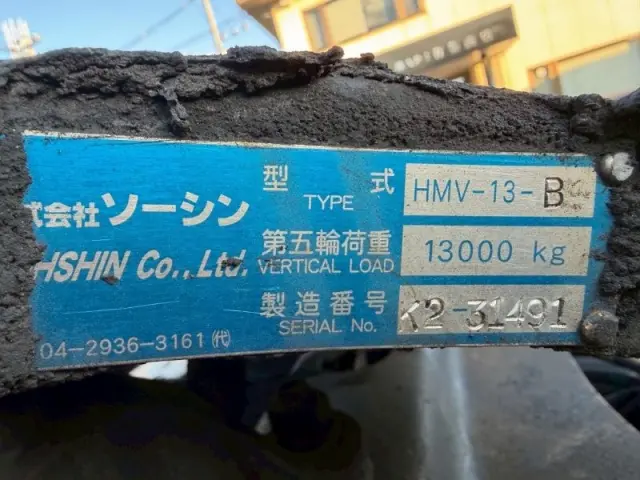 型 式 HMV-13-B
TYPE
式会社 ソーシン
第五輪荷重 13000 kg
HSHIN Co.,Ltd. VERTICAL LOAD
製造番号 K2-31491
SERIAL No.
04-2936-3161 ㈹